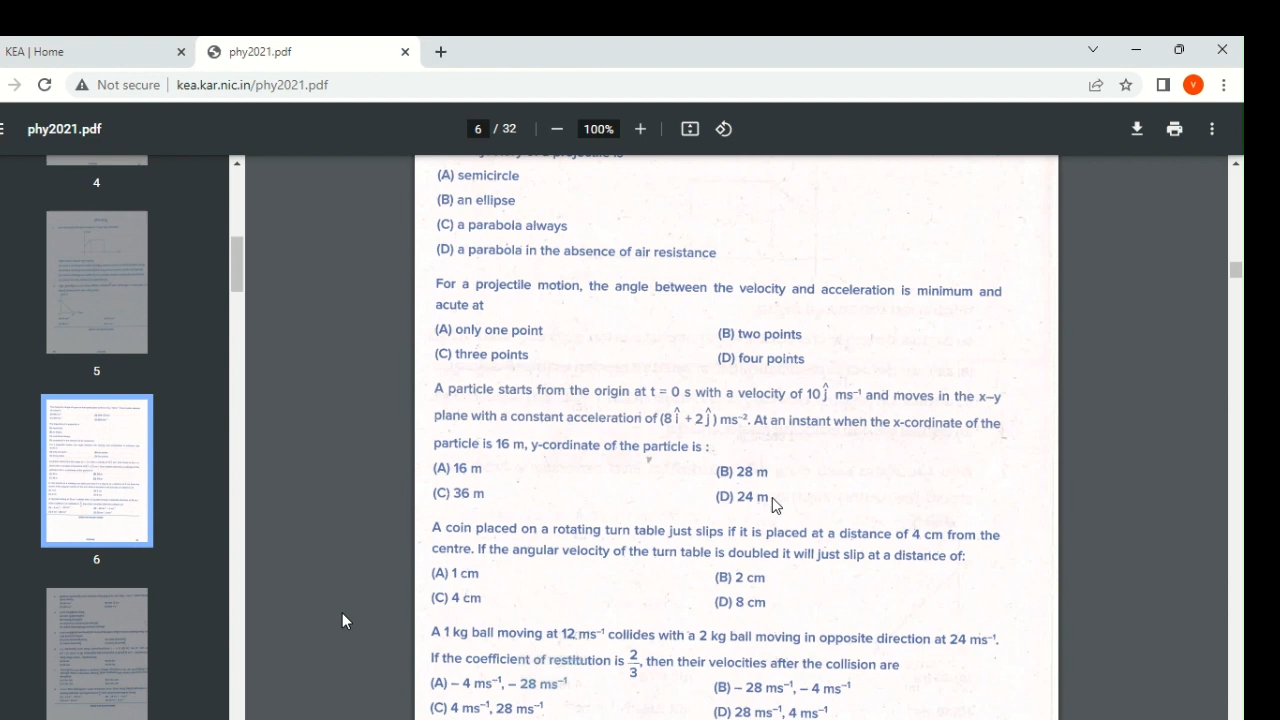 KEA | Home
phy2021.pdf
Not secure | kea.kar.nic.in/phy2021.pdf
V
phy2021.pdf
6 / 32
100%
4
5
6
(A) semicircle
(B) an ellipse
(C) a parabola always
(D) a parabola in the absence of air resistance
For a projectile motion, the angle between the velocity and acceleration is minimum and
acute at
(A) only one point (B) two points
(C) three points (D) four points
A particle starts from the origin at t = 0 s with a velocity of 10 ĵ ms⁻¹ and moves in the x–y
plane with a constant acceleration of (8 î + 2 ĵ) ms⁻². At an instant when the x-cordinate of the
particle is 16 m, y-cordinate of the particle is :
(A) 16 m (B) 28 m
(C) 36 m (D) 24 m
A coin placed on a rotating turn table just slips if it is placed at a distance of 4 cm from the
centre. If the angular velocity of the turn table is doubled it will just slip at a distance of:
(A) 1 cm (B) 2 cm
(C) 4 cm (D) 8 cm
A 1 kg ball moving at 12 ms⁻¹ collides with a 2 kg ball moving in opposite direction at 24 ms⁻¹.
If the coefficient of restitution is 2/3, then their velocities after the collision are
(A) – 4 ms⁻¹, – 28 ms⁻¹ (B) – 28 ms⁻¹ – 4 ms⁻¹
(C) 4 ms⁻¹, 28 ms⁻¹ (D) 28 ms⁻¹, 4 ms⁻¹